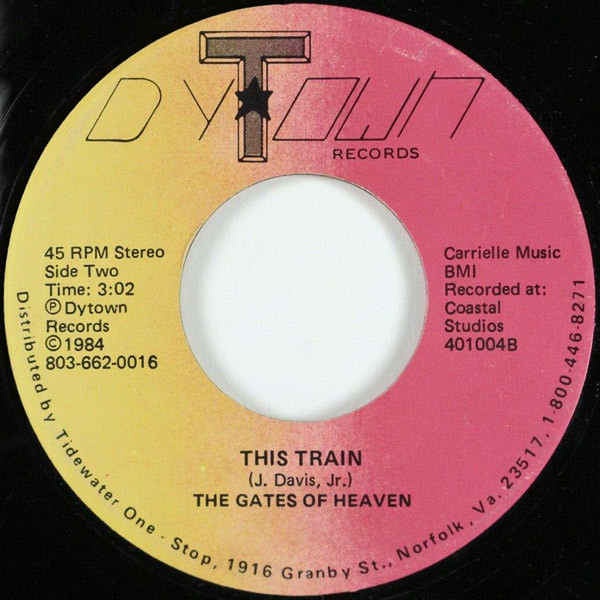 DYTOWN
RECORDS
45 RPM Stereo
Side Two
Time: 3:02
Ⓟ Dytown
Records
©1984
803-662-0016
Carrielle Music
BMI
Recorded at:
Coastal
Studios
401004B
THIS TRAIN
(J. Davis, Jr.)
THE GATES OF HEAVEN
Distributed by Tidewater One - Stop, 1916 Granby St., Norfolk, Va. 23517. 1-800-446-8271